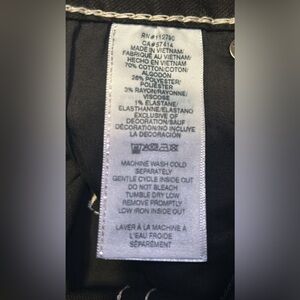 RN#112790
CA#57414
MADE IN VIETNAM/
FABRIQUÉ AU VIETNAM/
HECHO EN VIETNAM
70% COTTON/COTON/
ALGODÓN
26% POLYESTER/
POLIÉSTER
3% RAYON/RAYONNE/
VISCOSE
1% ELASTANE/
ELASTHANNE/ELASTANO
EXCLUSIVE OF
DECORATION/SAUF
DÉCORATION/NO INCLUYE
LA DECORACIÓN
MACHINE WASH COLD
SEPARATELY
GENTLE CYCLE INSIDE OUT
DO NOT BLEACH
TUMBLE DRY LOW
REMOVE PROMPTLY
LOW IRON INSIDE OUT
LAVER À LA MACHINE À
L'EAU FROIDE
SÉPARÉMENT